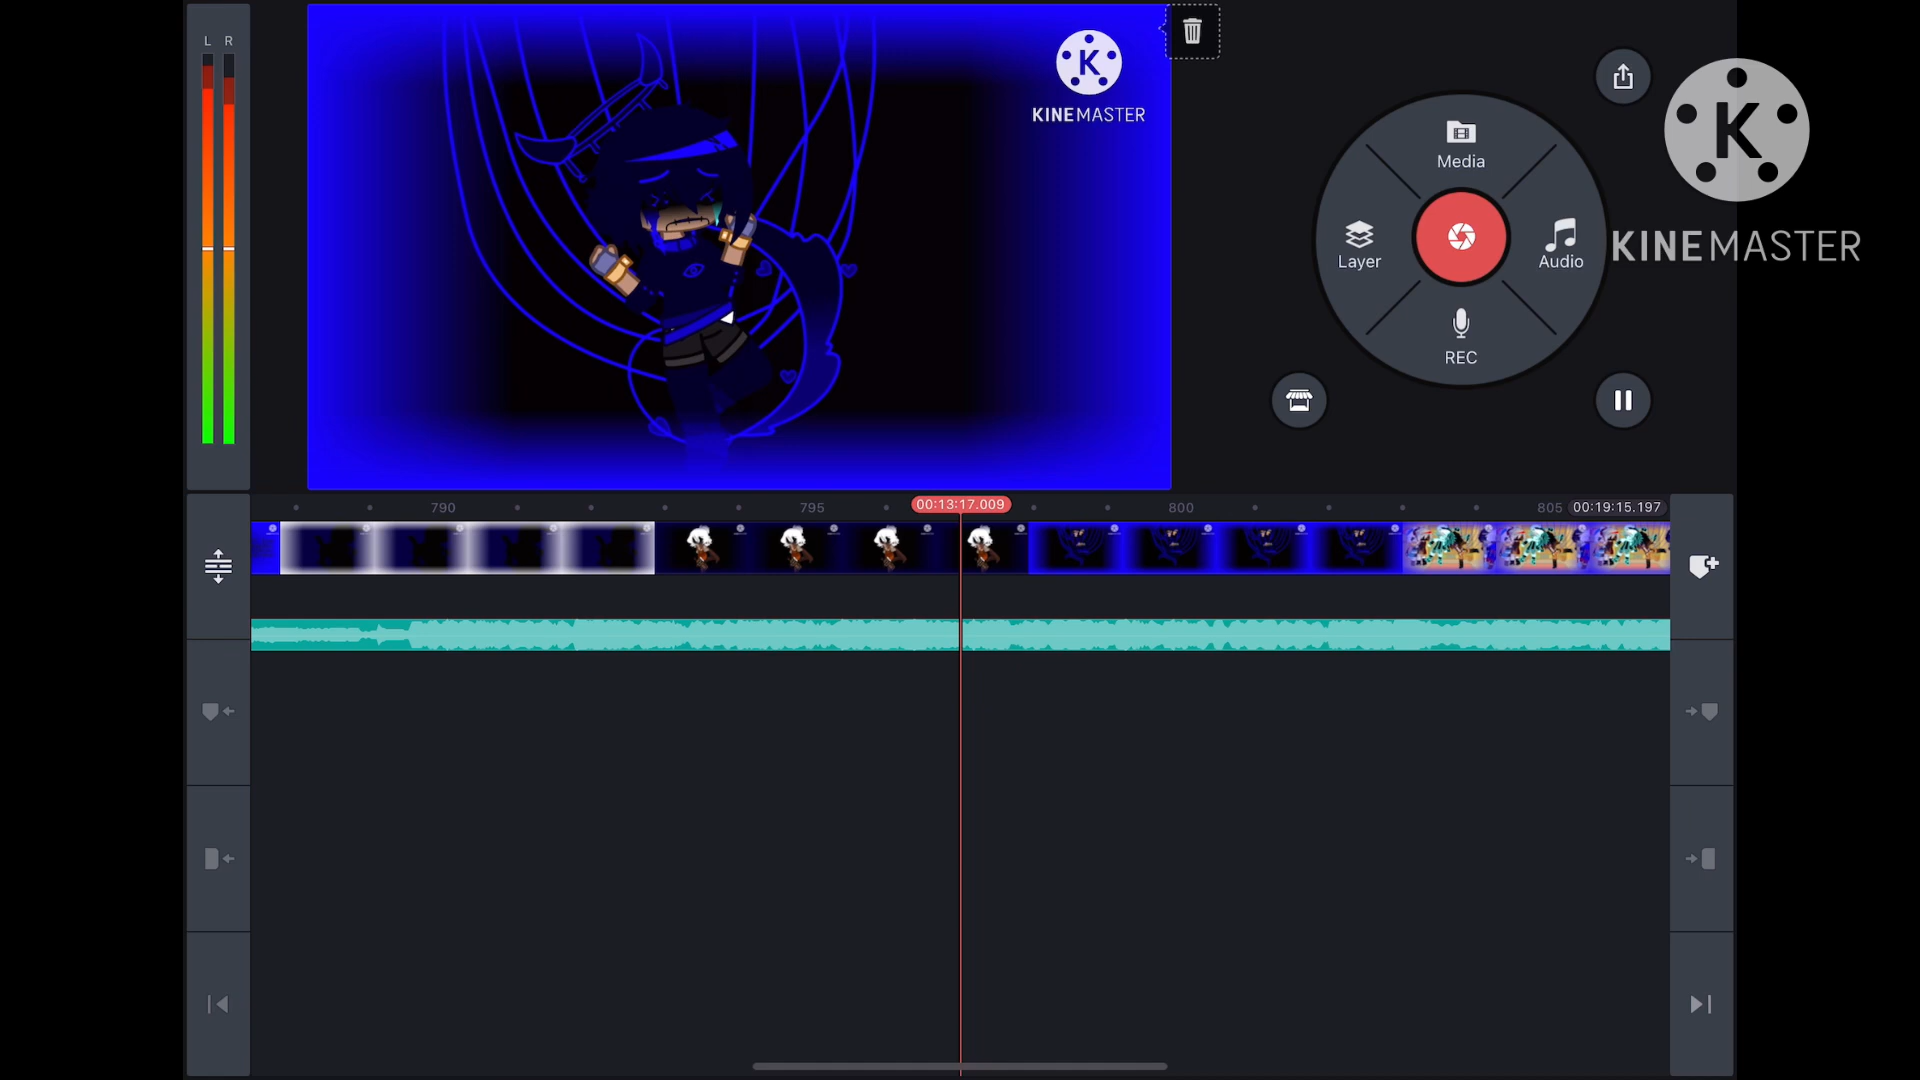 L R
K
KINEMASTER
Media
Layer
Audio
REC
K
KINEMASTER
790
795
00:13:17.009
800
805
00:19:15.197